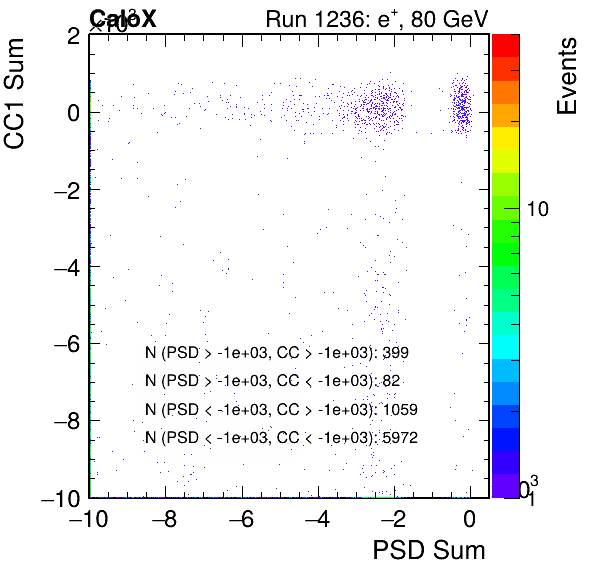 CaloX
×10³
Run 1236: e⁺, 80 GeV
CC1 Sum
Events
2
0
−2
−4
−6
−8
−10
−10
−8
−6
−4
−2
0
10
1
N (PSD > -1e+03, CC > -1e+03): 399
N (PSD > -1e+03, CC < -1e+03): 82
N (PSD < -1e+03, CC > -1e+03): 1059
N (PSD < -1e+03, CC < -1e+03): 5972
PSD Sum